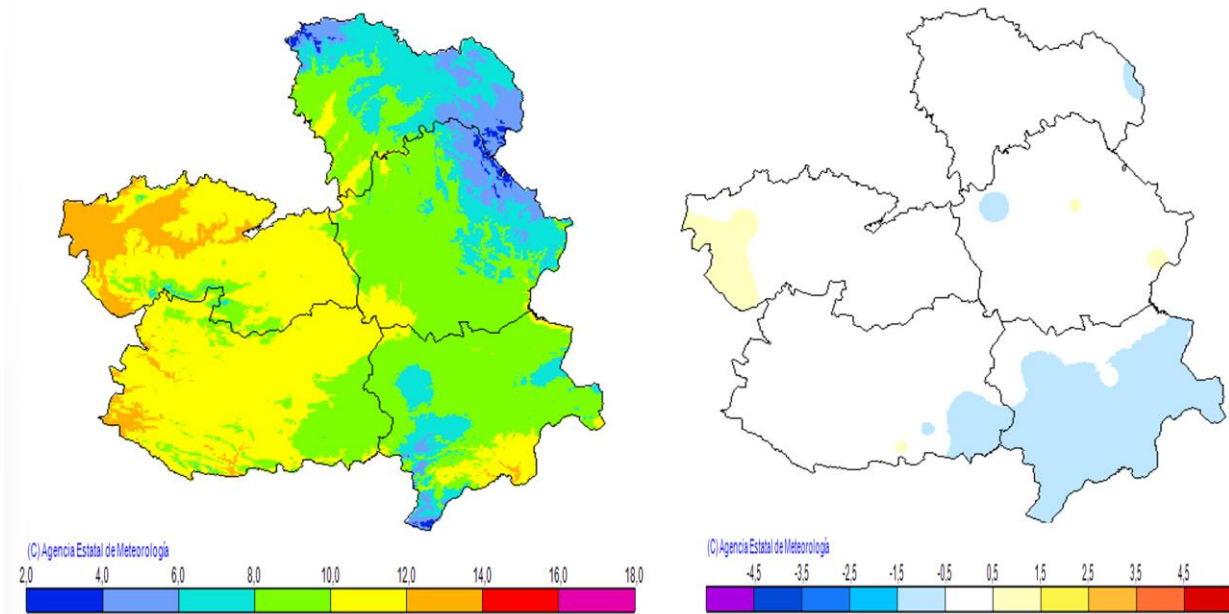 (C) Agencia Estatal de Meteorología
2,0 4,0 6,0 8,0 10,0 12,0 14,0 16,0 18,0
(C) Agencia Estatal de Meteorología
-4,5 -3,5 -2,5 -1,5 -0,5 0,5 1,5 2,5 3,5 4,5